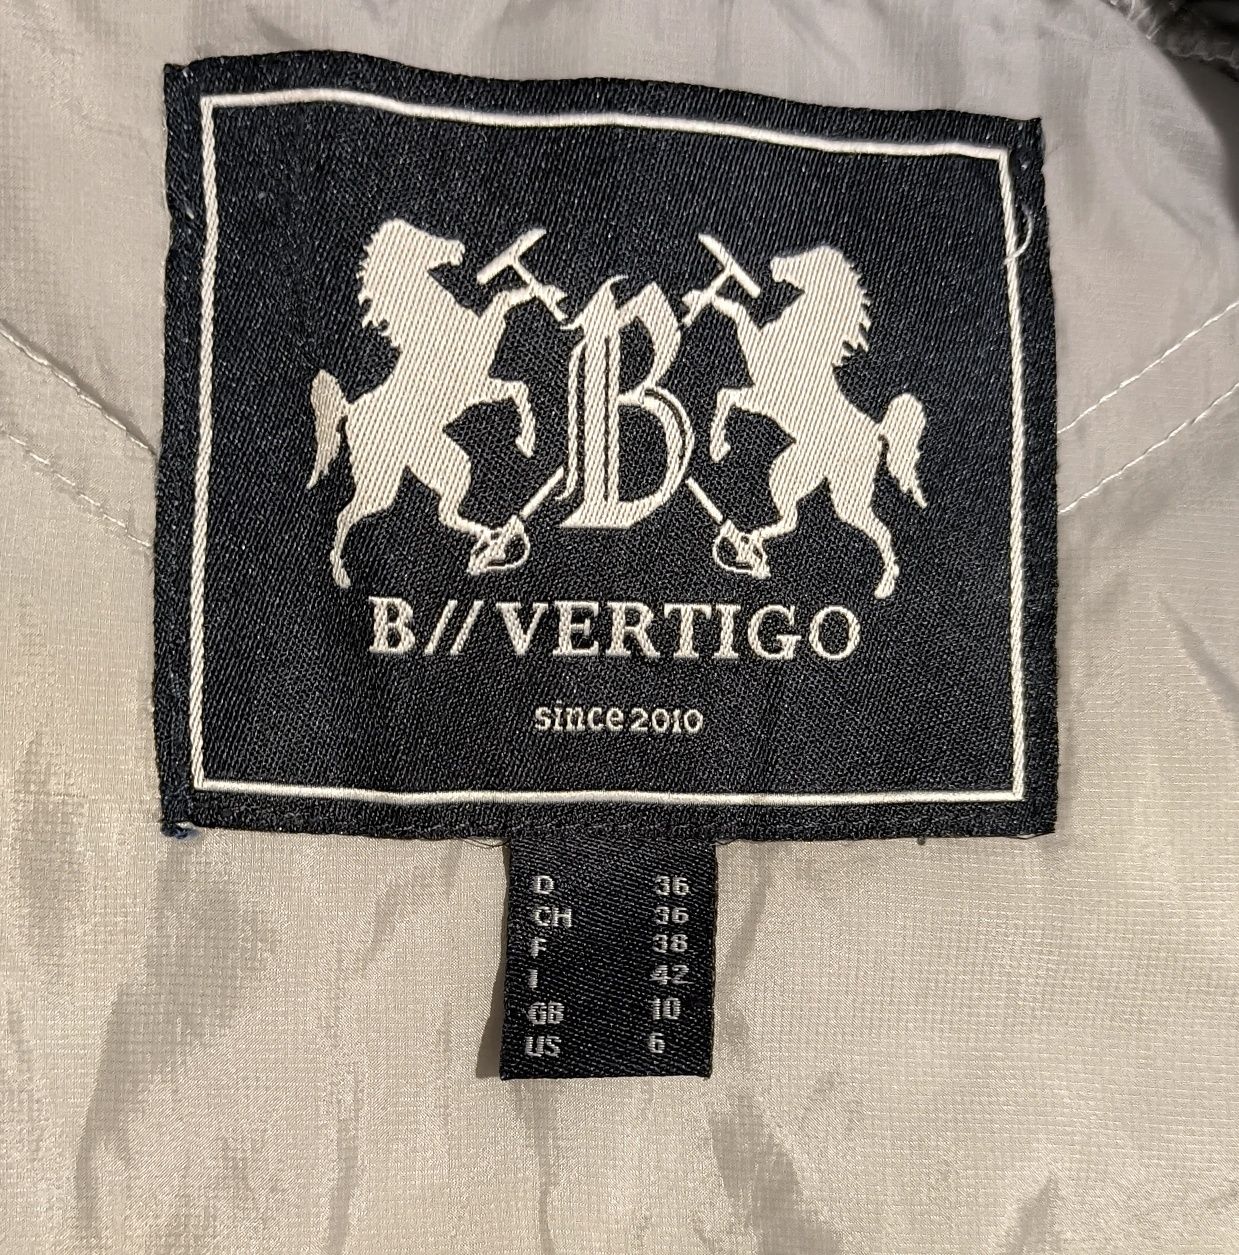 B
B//VERTIGO
since 2010
D 36
CH 36
F 38
I 42
GB 10
US 6